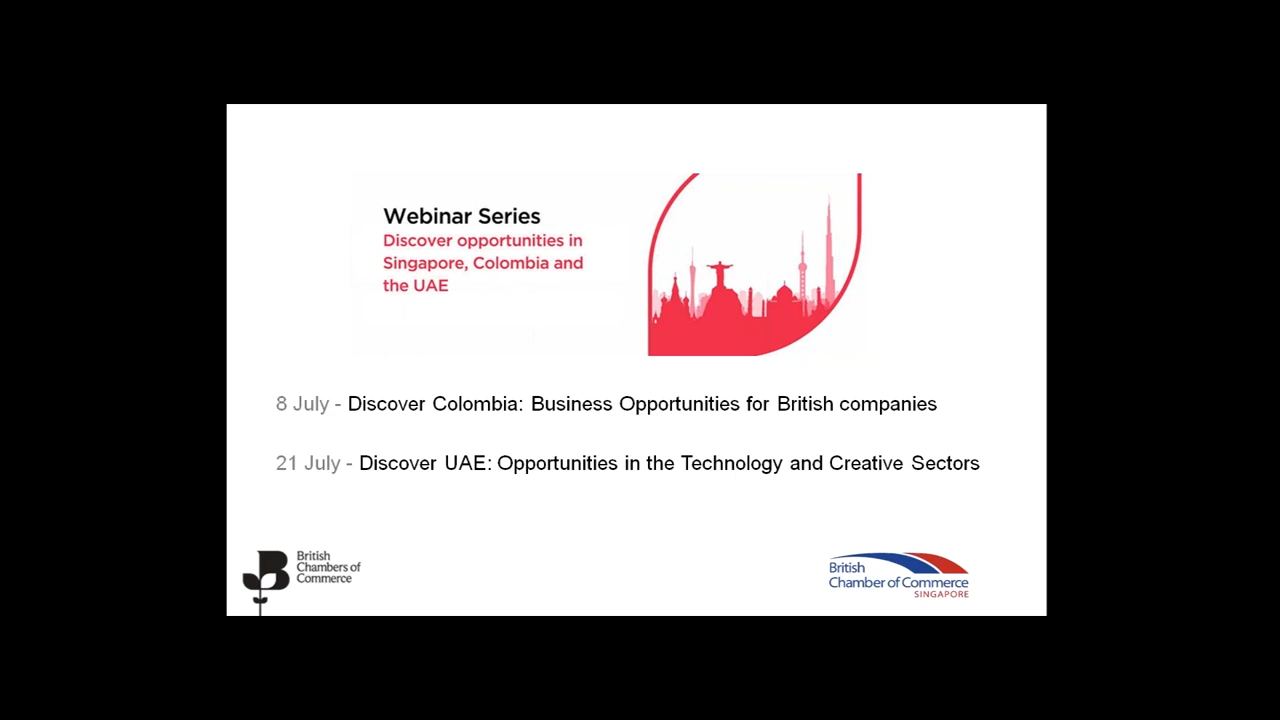 Webinar Series
Discover opportunities in
Singapore, Colombia and
the UAE
8 July - Discover Colombia: Business Opportunities for British companies
21 July - Discover UAE: Opportunities in the Technology and Creative Sectors
British
Chambers of
Commerce
British
Chamber of Commerce
SINGAPORE